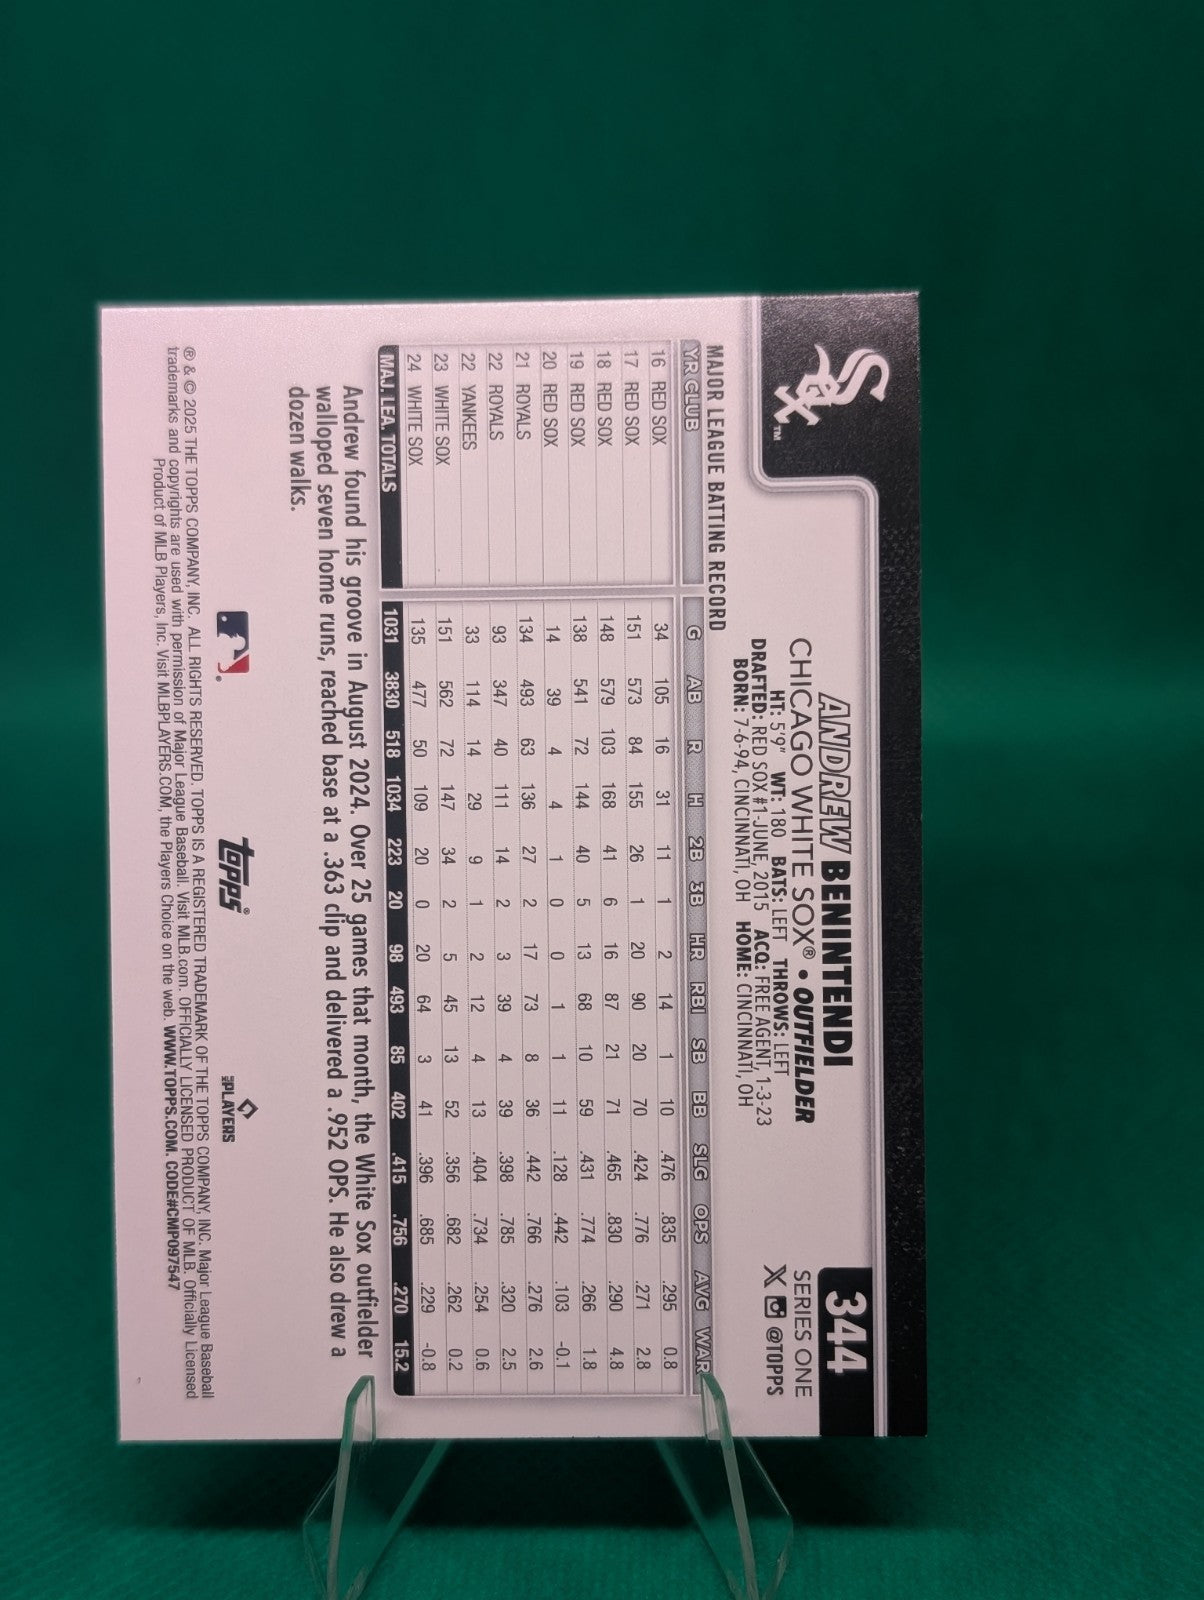 Sox™
344
ANDREW BENINTENDI
CHICAGO WHITE SOX® • OUTFIELDER
SERIES ONE
HT: 5'9" WT: 180 BATS: LEFT THROWS: LEFT
@TOPPS
DRAFTED: RED SOX #1-JUNE, 2015 ACQ: FREE AGENT, 1-3-23
BORN: 7-6-94, CINCINNATI, OH HOME: CINCINNATI, OH
MAJOR LEAGUE BATTING RECORD
YR CLUB G AB R H 2B 3B HR RBI SB BB SLG OPS AVG WAR
16 RED SOX 34 105 16 31 11 1 2 14 1 10 .476 .835 .295 0.8
17 RED SOX 151 573 84 155 26 1 20 90 20 70 .424 .776 .271 2.8
18 RED SOX 148 579 103 168 41 6 16 87 21 71 .465 .830 .290 4.8
19 RED SOX 138 541 72 144 40 5 13 68 10 59 .431 .774 .266 1.8
20 RED SOX 14 39 4 4 1 0 0 1 1 11 .128 .442 .103 -0.1
21 ROYALS 134 493 63 136 27 2 17 73 8 36 .442 .766 .276 2.6
22 ROYALS 93 347 40 111 14 2 3 39 4 39 .398 .785 .320 2.5
22 YANKEES 33 114 14 29 9 1 2 12 4 13 .404 .734 .254 0.6
23 WHITE SOX 151 562 72 147 34 2 5 45 13 52 .356 .682 .262 0.2
24 WHITE SOX 135 477 50 109 20 0 20 64 3 41 .396 .685 .229 -0.8
MAJ. LEA. TOTALS 1031 3830 518 1034 223 20 98 493 85 402 .415 .756 .270 15.2
Andrew found his groove in August 2024. Over 25 games that month, the White Sox outfielder
walloped seven home runs, reached base at a .363 clip and delivered a .952 OPS. He also drew a
dozen walks.
topps®
MLB PLAYERS
® & © 2025 THE TOPPS COMPANY, INC. ALL RIGHTS RESERVED. TOPPS IS A REGISTERED TRADEMARK OF THE TOPPS COMPANY, INC. Major League Baseball
trademarks and copyrights are used with permission of Major League Baseball. Visit MLB.com. OFFICIALLY LICENSED PRODUCT OF MLB. Officially Licensed
Product of MLB Players, Inc. Visit MLBPLAYERS.COM, the Players Choice on the web. WWW.TOPPS.COM. CODE#CMP097547